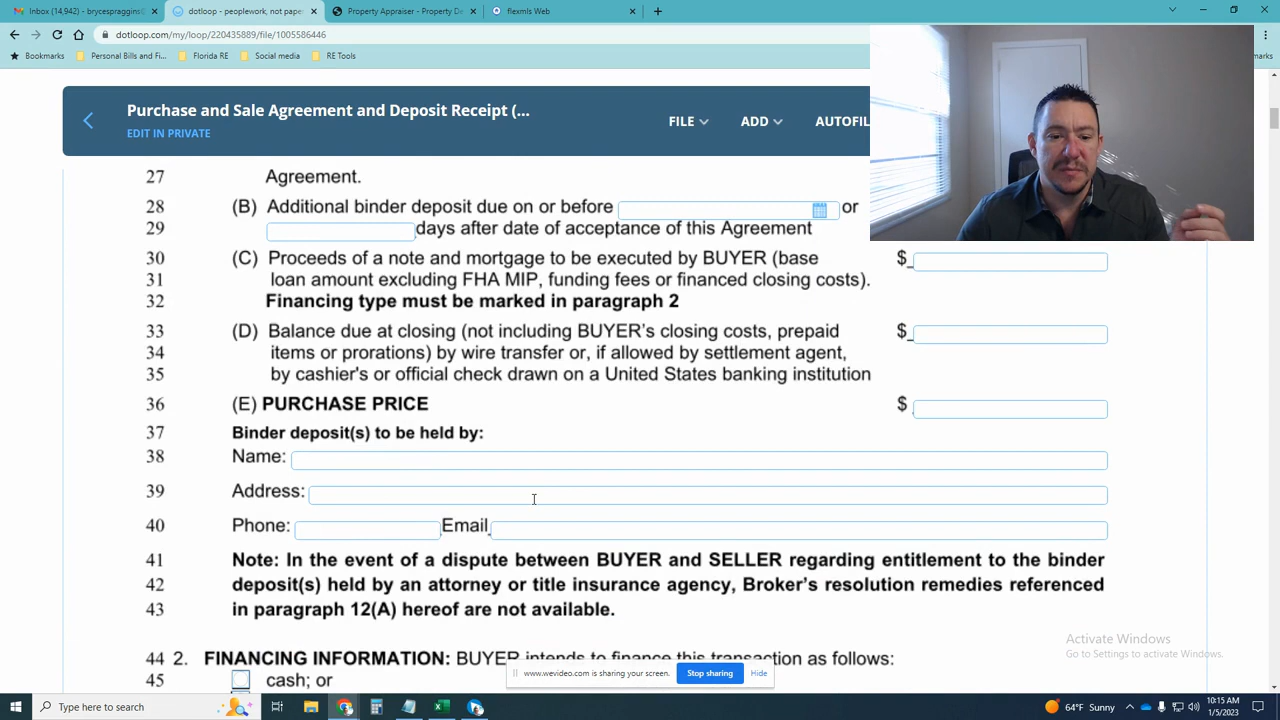 Inbox (14,942) - brycespraggins@
dotloop - peoplework, not paper
Property Appraiser - Property De
flexmls Web
dotloop.com/my/loop/220435889/file/1005586446
Bookmarks
Personal Bills and Fi...
Florida RE
Social media
RE Tools
Purchase and Sale Agreement and Deposit Receipt (...
EDIT IN PRIVATE
FILE
ADD
27 Agreement.
28 (B) Additional binder deposit due on or before or
29 days after date of acceptance of this Agreement
30 (C) Proceeds of a note and mortgage to be executed by BUYER (base $
31 loan amount excluding FHA MIP, funding fees or financed closing costs).
32 Financing type must be marked in paragraph 2
33 (D) Balance due at closing (not including BUYER's closing costs, prepaid $
34 items or prorations) by wire transfer or, if allowed by settlement agent,
35 by cashier's or official check drawn on a United States banking institution
36 (E) PURCHASE PRICE $
37 Binder deposit(s) to be held by:
38 Name:
39 Address:
40 Phone: Email
41 Note: In the event of a dispute between BUYER and SELLER regarding entitlement to the binder
42 deposit(s) held by an attorney or title insurance agency, Broker's resolution remedies referenced
43 in paragraph 12(A) hereof are not available.
44 2. FINANCING INFORMATION: BUYER intends to finance this transaction as follows:
45 cash; or
Activate Windows
Go to Settings to activate Windows.
www.wevideo.com is sharing your screen.
Stop sharing
Hide
Type here to search
64°F Sunny
10:15 AM
1/5/2023